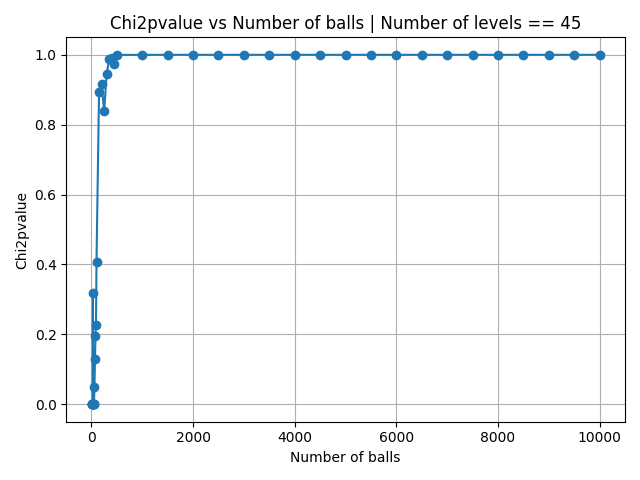 Chi2pvalue vs Number of balls | Number of levels == 45
1.0
0.8
0.6
0.4
0.2
0.0
Chi2pvalue
0 2000 4000 6000 8000 10000
Number of balls